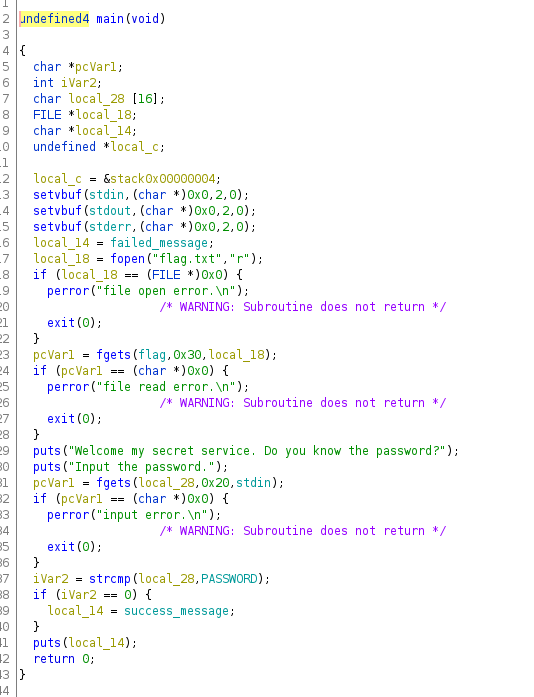 1
2 undefined4 main(void)
3
4 {
5   char *pcVar1;
6   int iVar2;
7   char local_28 [16];
8   FILE *local_18;
9   char *local_14;
10   undefined *local_c;
11
12   local_c = &stack0x00000004;
13   setvbuf(stdin,(char *)0x0,2,0);
14   setvbuf(stdout,(char *)0x0,2,0);
15   setvbuf(stderr,(char *)0x0,2,0);
16   local_14 = failed_message;
17   local_18 = fopen("flag.txt","r");
18   if (local_18 == (FILE *)0x0) {
19     perror("file open error.\n");
20                     /* WARNING: Subroutine does not return */
21     exit(0);
22   }
23   pcVar1 = fgets(flag,0x30,local_18);
24   if (pcVar1 == (char *)0x0) {
25     perror("file read error.\n");
26                     /* WARNING: Subroutine does not return */
27     exit(0);
28   }
29   puts("Welcome my secret service. Do you know the password?");
30   puts("Input the password.");
31   pcVar1 = fgets(local_28,0x20,stdin);
32   if (pcVar1 == (char *)0x0) {
33     perror("input error.\n");
34                     /* WARNING: Subroutine does not return */
35     exit(0);
36   }
37   iVar2 = strcmp(local_28,PASSWORD);
38   if (iVar2 == 0) {
39     local_14 = success_message;
40   }
41   puts(local_14);
42   return 0;
43 }
44